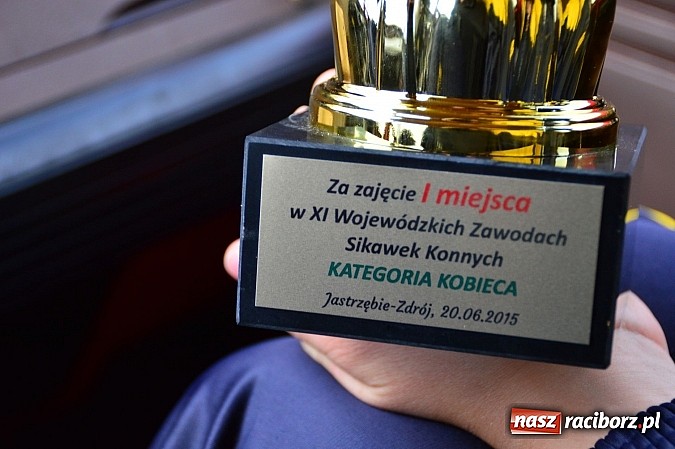 Za zajęcie I miejsca
w XI Wojewódzkich Zawodach
Sikawek Konnych
KATEGORIA KOBIECA
Jastrzębie-Zdrój, 20.06.2015
nasz raciborz.pl